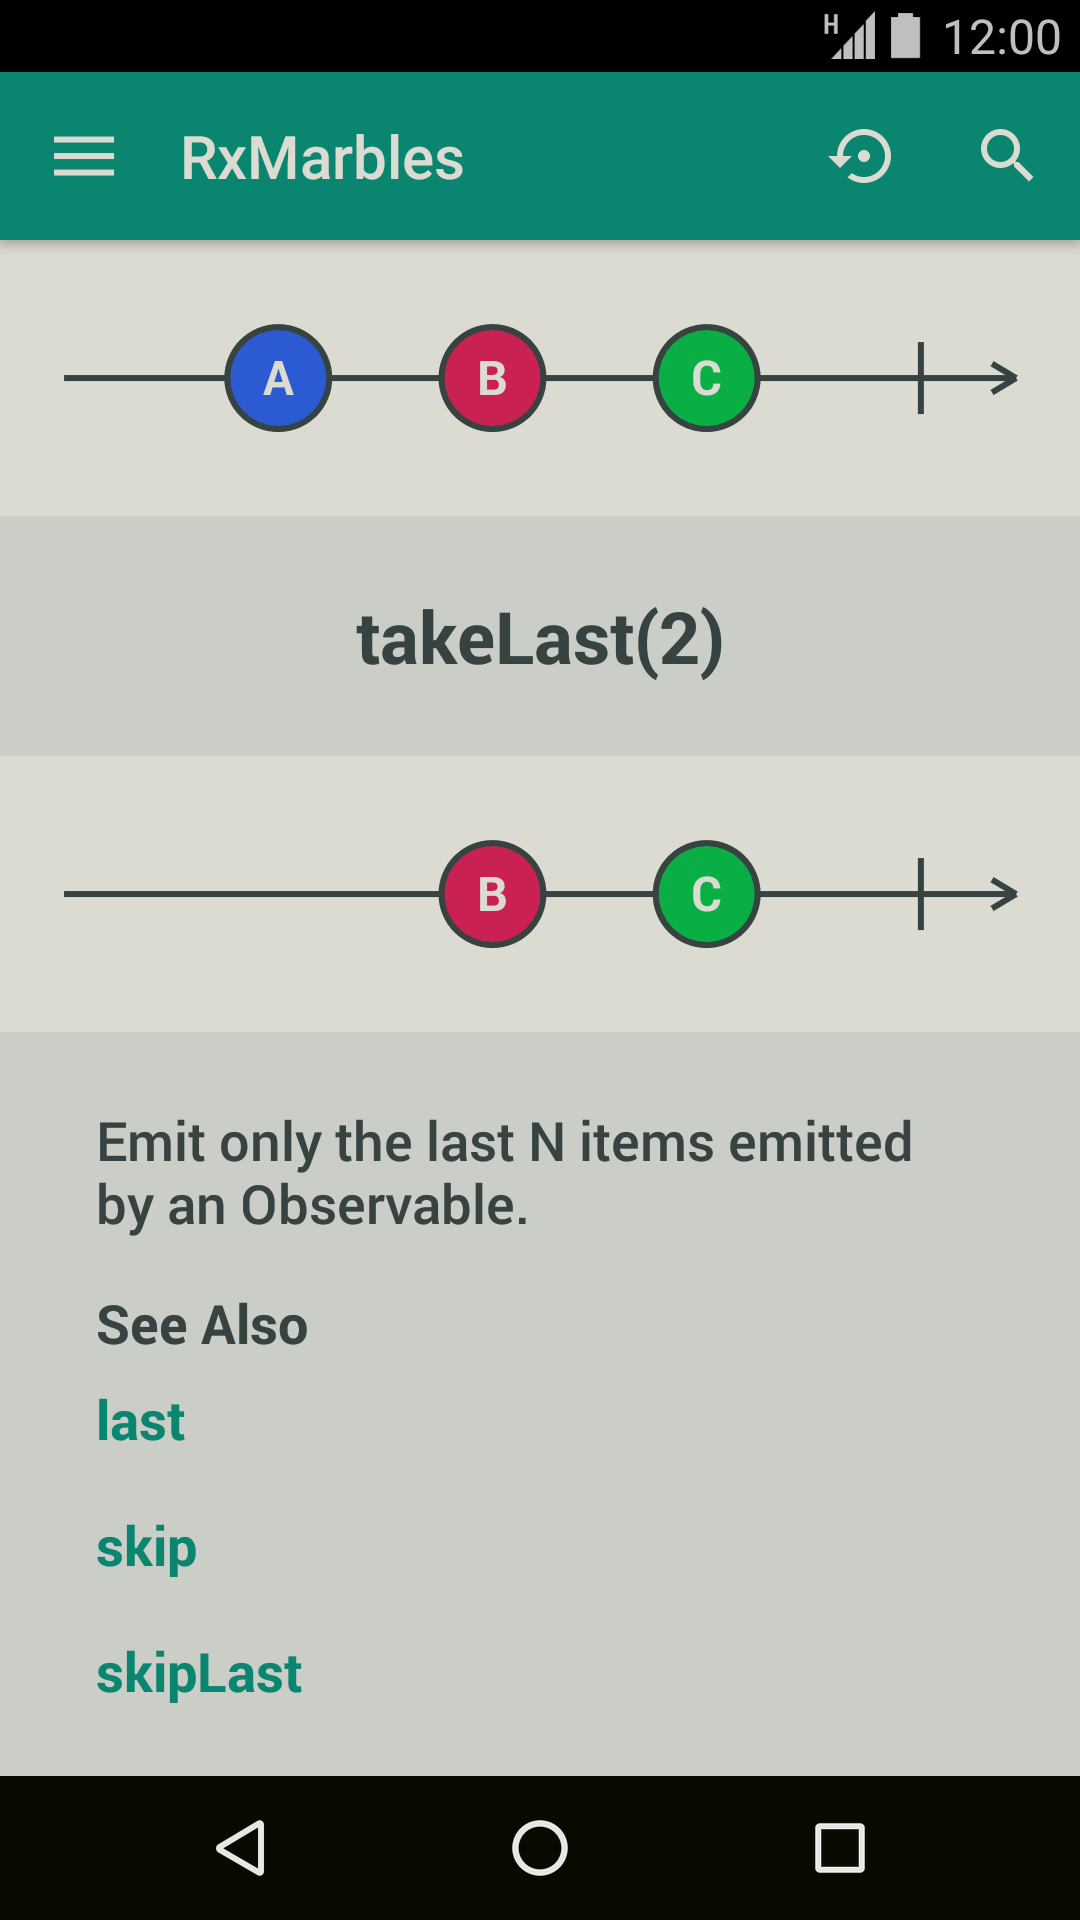 H 12:00
RxMarbles
A B C
takeLast(2)
B C
Emit only the last N items emitted
by an Observable.
See Also
last
skip
skipLast